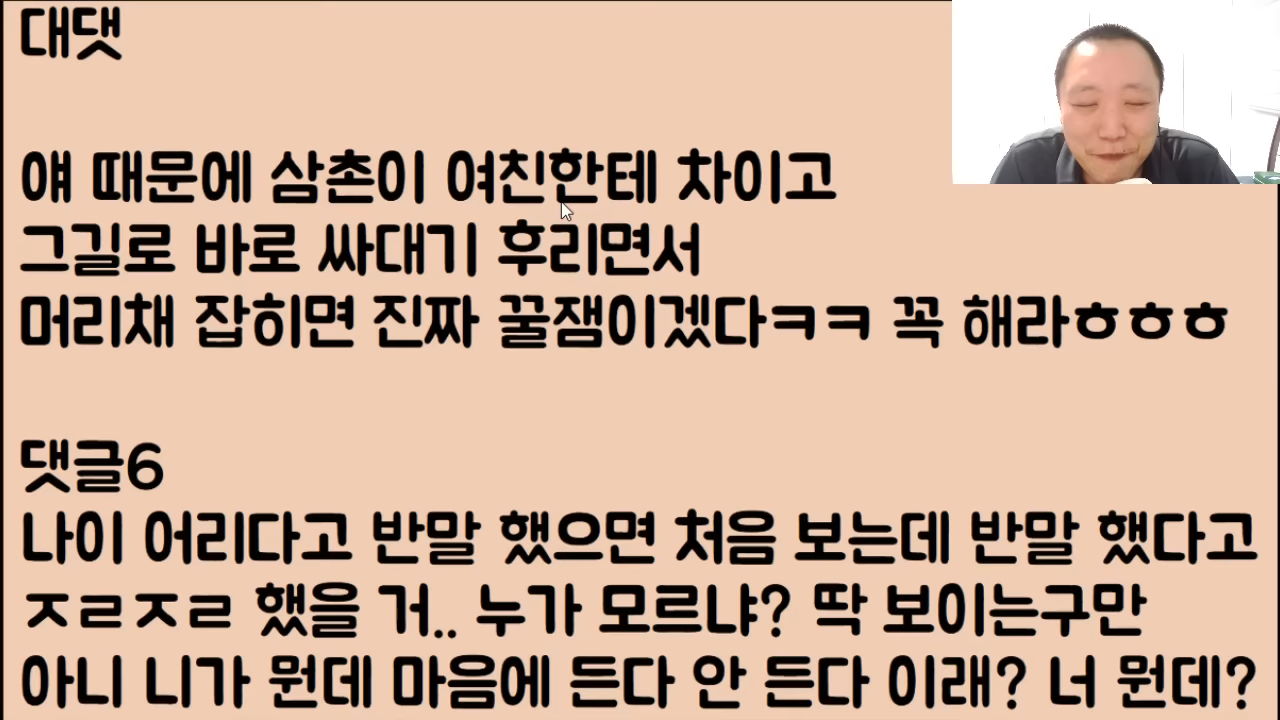 대댓
얘 때문에 삼촌이 여친한테 차이고
그길로 바로 싸대기 후리면서
머리채 잡히면 진짜 꿀잼이겠다ㅋㅋ 꼭 해라ㅎㅎㅎ
댓글6
나이 어리다고 반말 했으면 처음 보는데 반말 했다고
ㅈㄹㅈㄹ 했을 거.. 누가 모르냐? 딱 보이는구만
아니 니가 뭔데 마음에 든다 안 든다 이래? 너 뭔데?